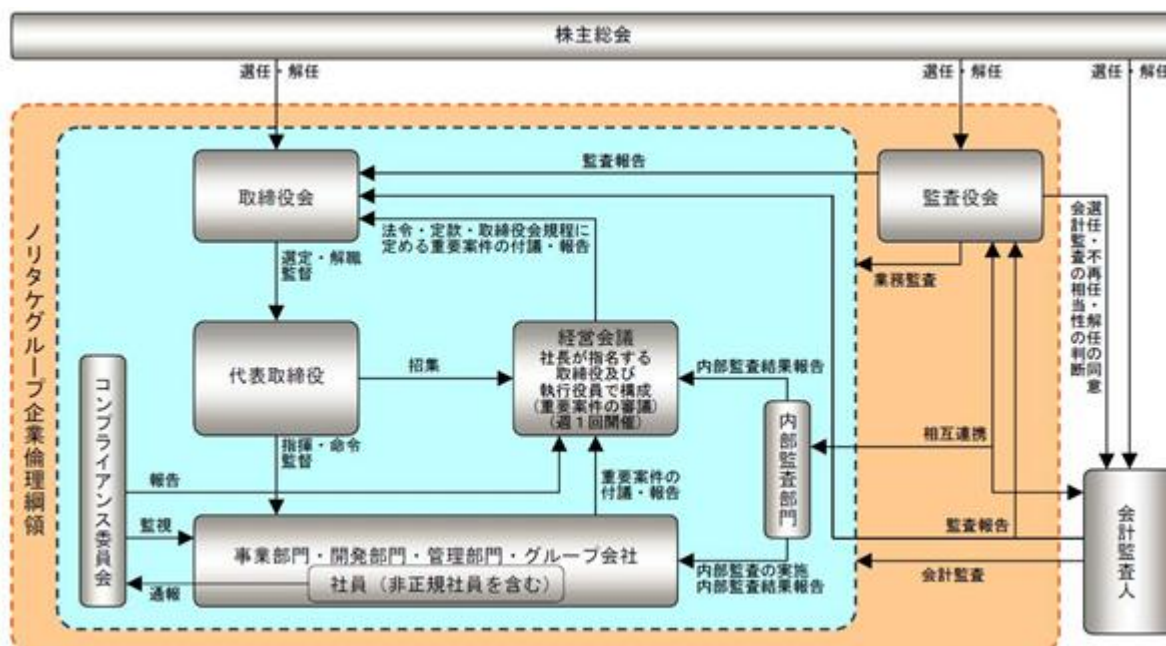 株主総会
選任・解任
選任・解任
選任・解任
取締役会
監査報告
監査役会
法令・定款・取締役会規程に
定める重要案件の付議・報告
選定・解職
監督
業務監査
選任・不再任・解任の同意
会計監査の相当性の判断
ノリタケグループ企業倫理綱領
代表取締役
招集
経営会議
社長が指名する
取締役及び
執行役員で構成
(重要案件の審議)
(週1回開催)
内部監査結果報告
コンプライアンス委員会
内部監査部門
相互連携
指揮・命令
監督
報告
重要案件の
付議・報告
監視
事業部門・開発部門・管理部門・グループ会社
社員(非正規社員を含む)
通報
内部監査の実施
内部監査結果報告
監査報告
会計監査
会計監査人